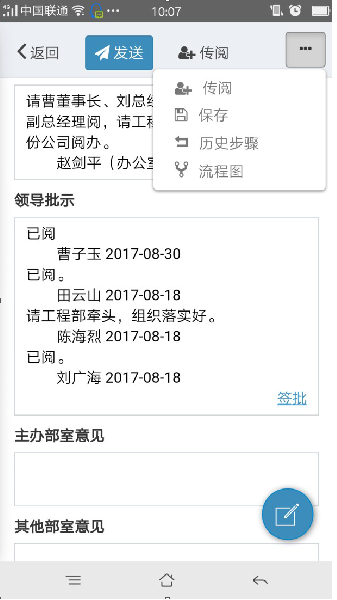 中国联通
10:07
返回
发送
传阅
传阅
保存
历史步骤
流程图
请曹董事长、刘总经
副总经理阅，请工程
份公司阅办。
赵剑平（办公室
领导批示
已阅
曹子玉 2017-08-30
已阅。
田云山 2017-08-18
请工程部牵头，组织落实好。
陈海烈 2017-08-18
已阅。
刘广海 2017-08-18
签批
主办部室意见
其他部室意见